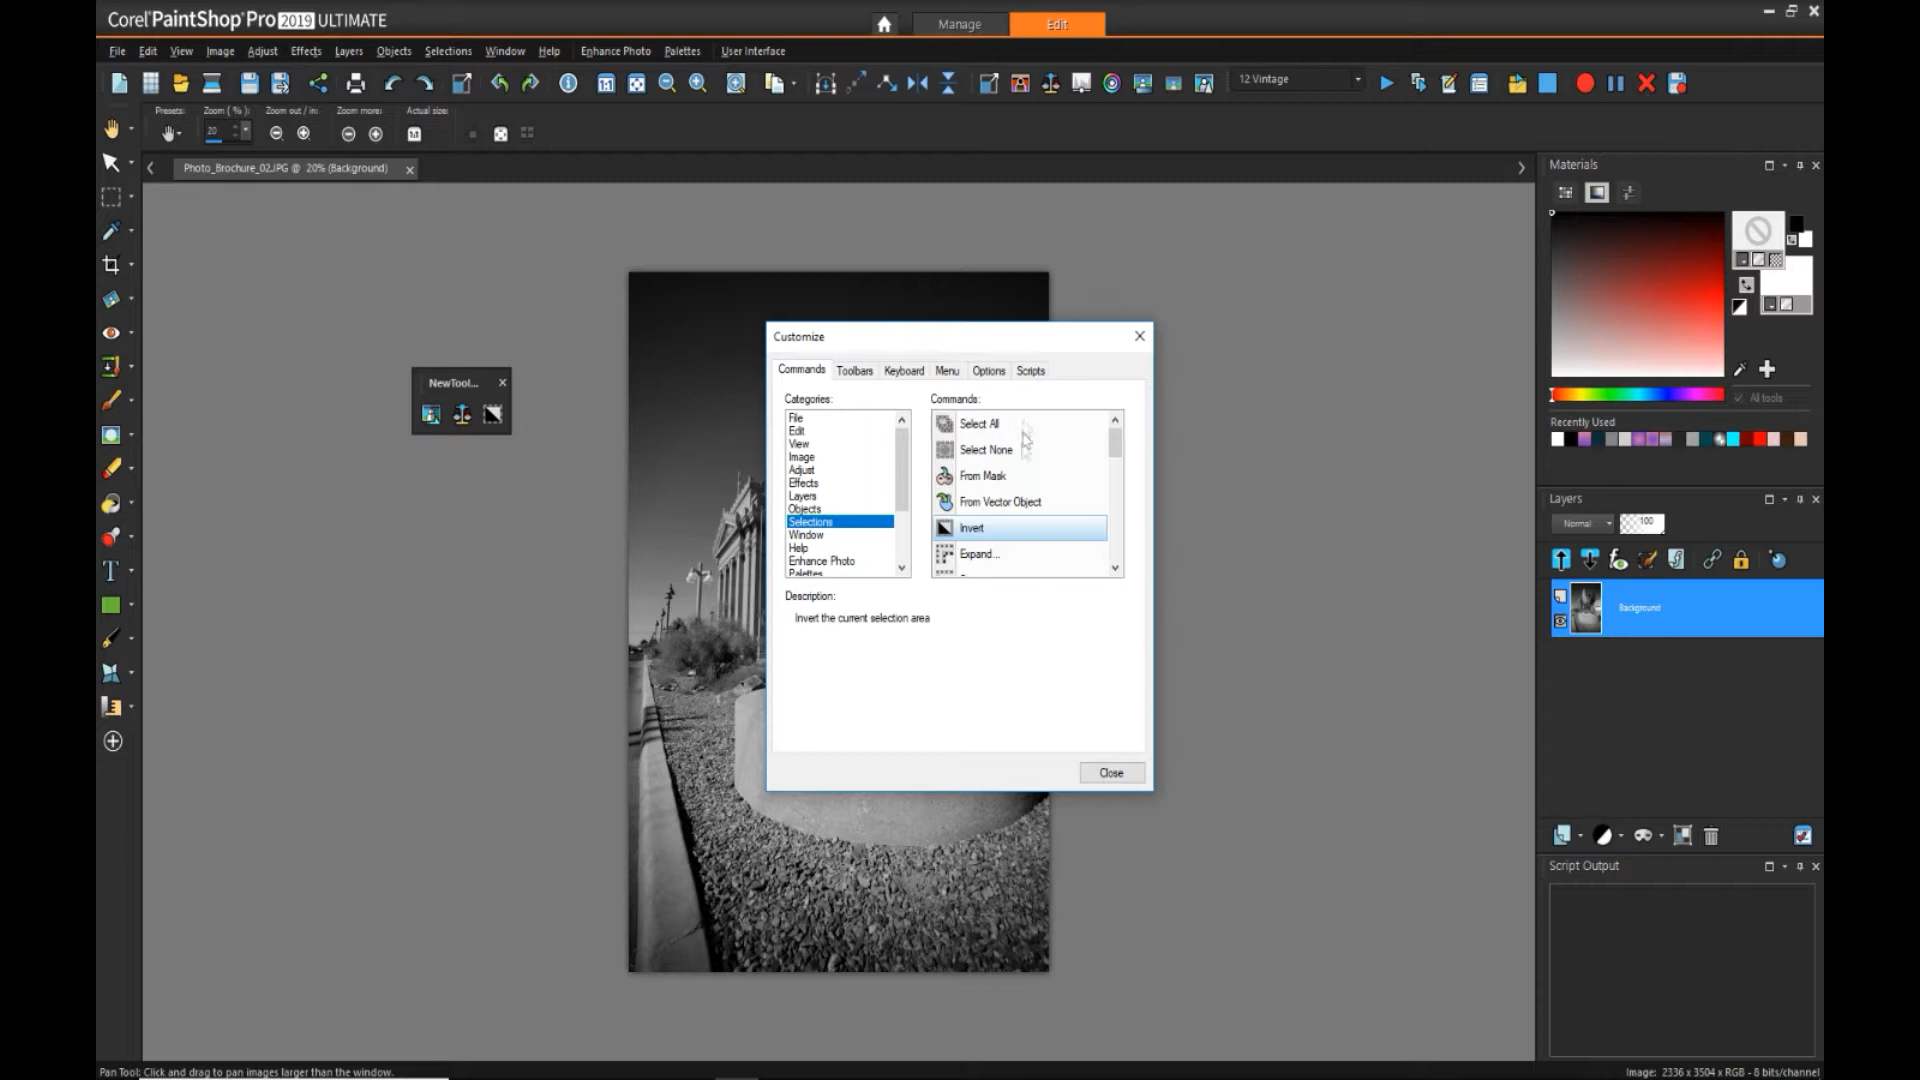 Corel PaintShop Pro 2019 ULTIMATE
Manage
Edit
File Edit View Image Adjust Effects Layers Objects Selections Window Help Enhance Photo Palettes User Interface
12 Vintage
Presets: Zoom (%): Zoom out / in: Zoom more: Actual size:
20
Photo_Brochure_02.JPG @ 20% (Background)
Materials
All tools
Recently Used
NewTool...
Customize
Commands Toolbars Keyboard Menu Options Scripts
Categories:
File
Edit
View
Image
Adjust
Effects
Layers
Objects
Selections
Window
Help
Enhance Photo
Palettes
Commands:
Select All
Select None
From Mask
From Vector Object
Invert
Expand...
Description:
Invert the current selection area
Close
Layers
Normal
100
Background
Script Output
Pan Tool: Click and drag to pan images larger than the window.
Image: 2336 x 3504 x RGB - 8 bits/channel